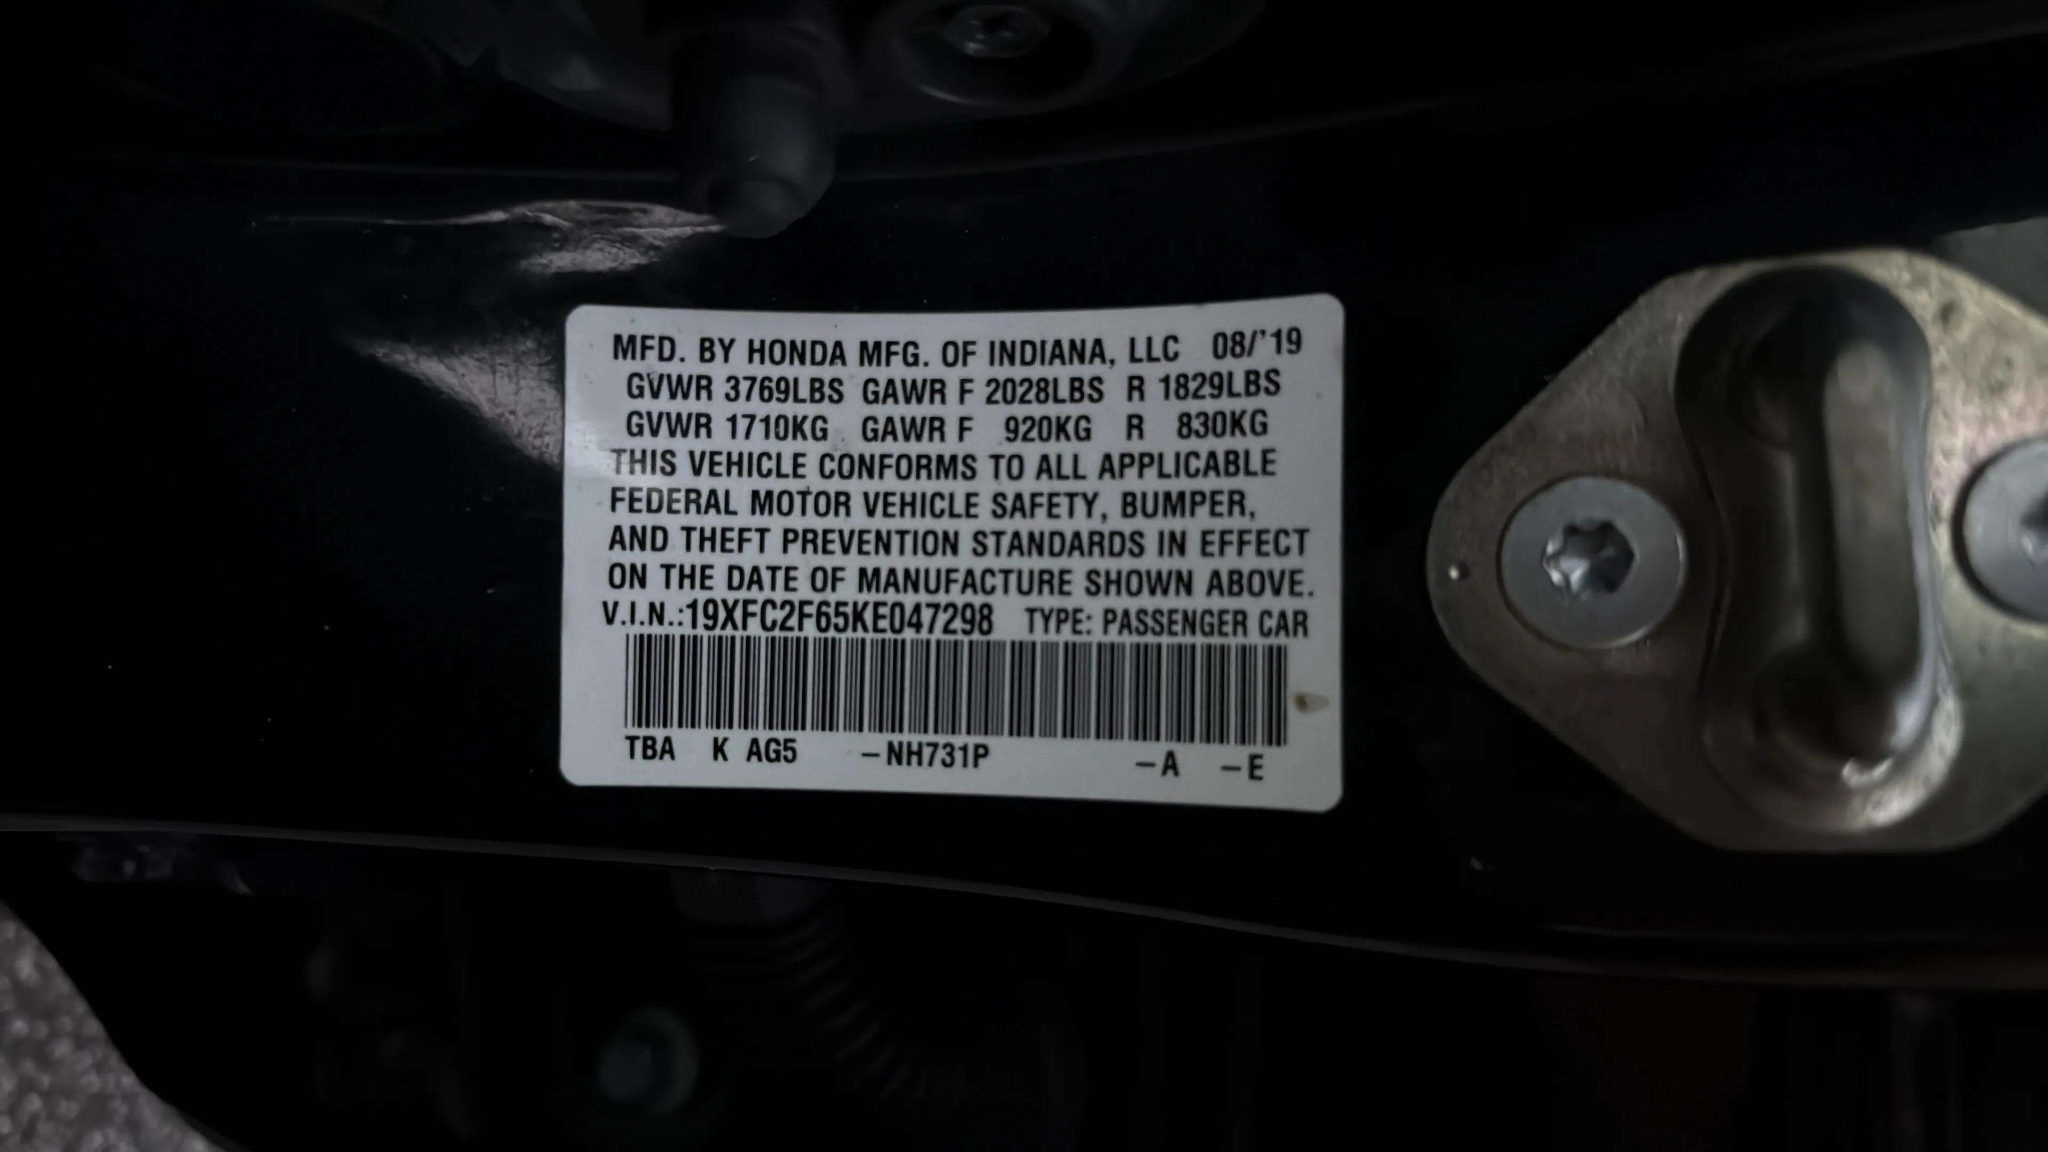 MFD. BY HONDA MFG. OF INDIANA, LLC 08/'19
GVWR 3769LBS GAWR F 2028LBS R 1829LBS
GVWR 1710KG GAWR F 920KG R 830KG
THIS VEHICLE CONFORMS TO ALL APPLICABLE
FEDERAL MOTOR VEHICLE SAFETY, BUMPER,
AND THEFT PREVENTION STANDARDS IN EFFECT
ON THE DATE OF MANUFACTURE SHOWN ABOVE.
V.I.N.:19XFC2F65KE047298 TYPE: PASSENGER CAR
TBA K AG5 –NH731P –A –E